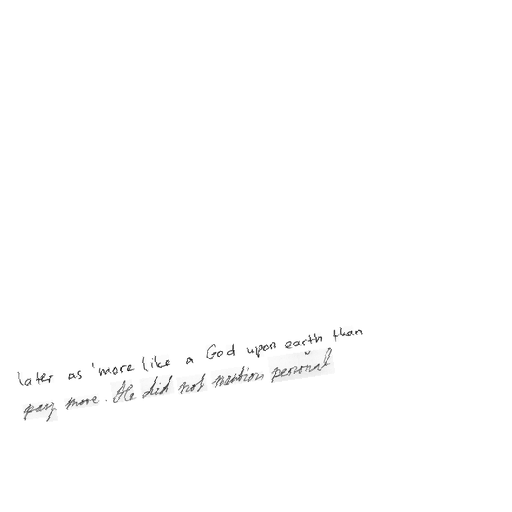 later as 'more like a God upon earth than
pay more. He did not mention personal